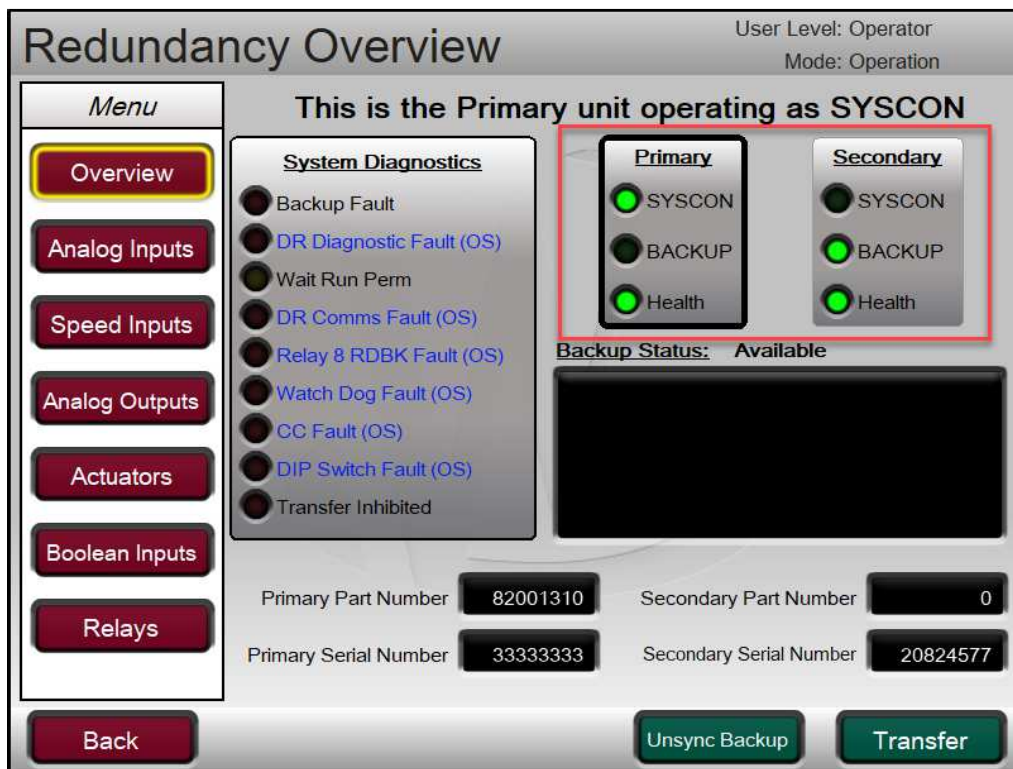 Redundancy Overview
User Level: Operator
Mode: Operation
Menu
Overview
Analog Inputs
Speed Inputs
Analog Outputs
Actuators
Boolean Inputs
Relays
This is the Primary unit operating as SYSCON
System Diagnostics
Backup Fault
DR Diagnostic Fault (OS)
Wait Run Perm
DR Comms Fault (OS)
Relay 8 RDBK Fault (OS)
Watch Dog Fault (OS)
CC Fault (OS)
DIP Switch Fault (OS)
Transfer Inhibited
Primary
SYSCON
BACKUP
Health
Secondary
SYSCON
BACKUP
Health
Backup Status: Available
Primary Part Number 82001310
Secondary Part Number 0
Primary Serial Number 33333333
Secondary Serial Number 20824577
Back
Unsync Backup
Transfer